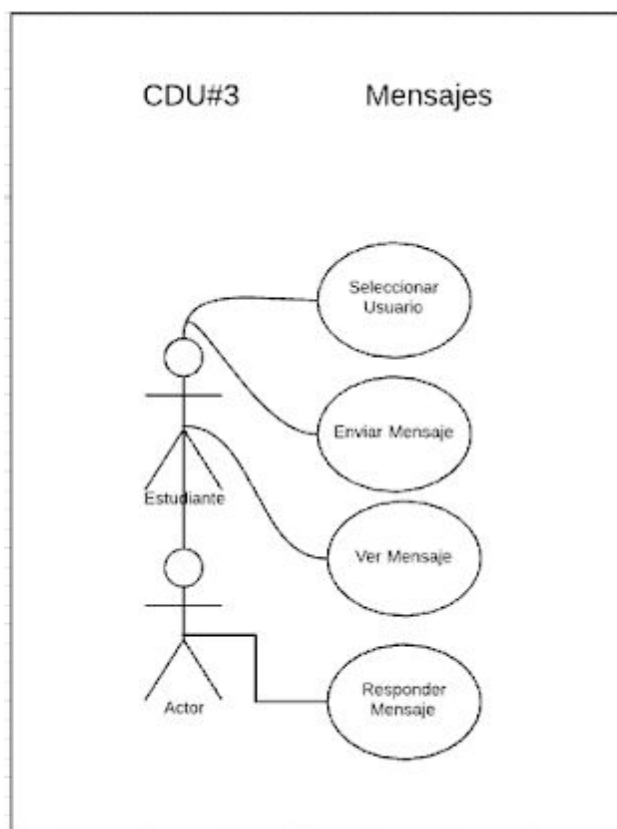 CDU#3 Mensajes
Seleccionar
Usuario
Enviar Mensaje
Estudiante
Ver Mensaje
Responder
Mensaje
Actor